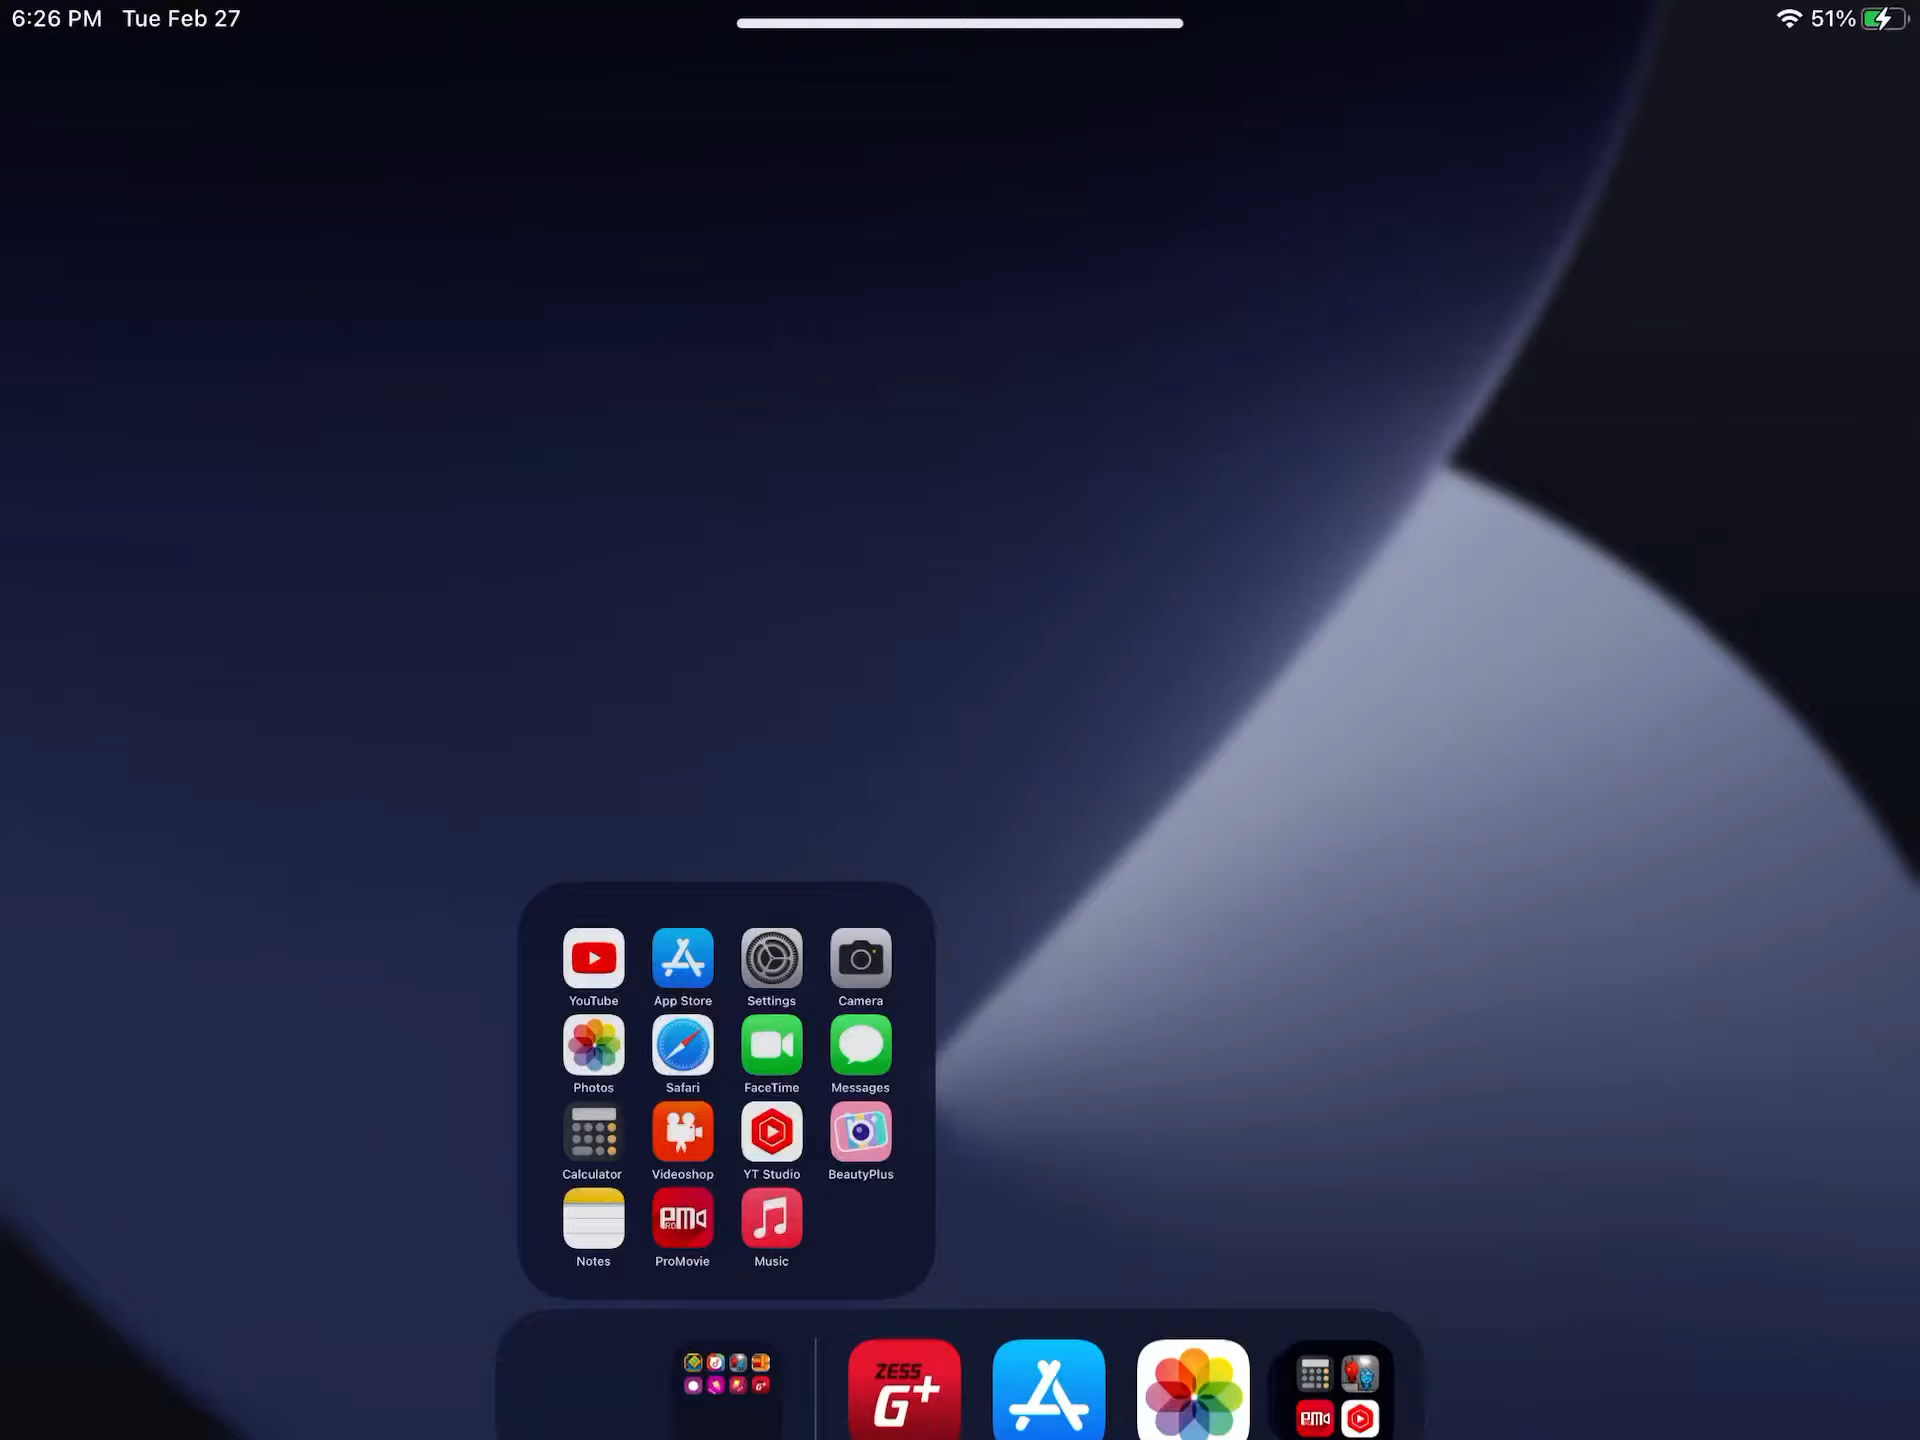 6:26 PM Tue Feb 27
51%
YouTube App Store Settings Camera
Photos Safari FaceTime Messages
Calculator Videoshop YT Studio BeautyPlus
PRO
Notes ProMovie Music
ZESS
G+